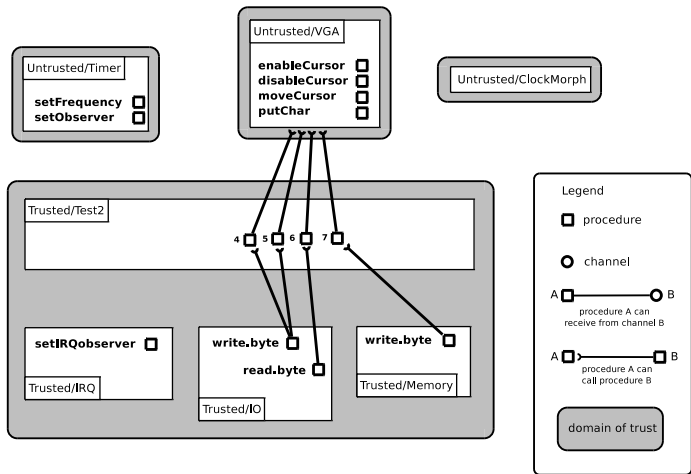 Untrusted/Timer
setFrequency
setObserver
Untrusted/VGA
enableCursor
disableCursor
moveCursor
putChar
Untrusted/ClockMorph
Trusted/Test2
4 5 6 7
setIRQobserver
Trusted/IRQ
write.byte
read.byte
Trusted/IO
write.byte
Trusted/Memory
Legend
procedure
channel
A B
procedure A can
receive from channel B
A B
procedure A can
call procedure B
domain of trust